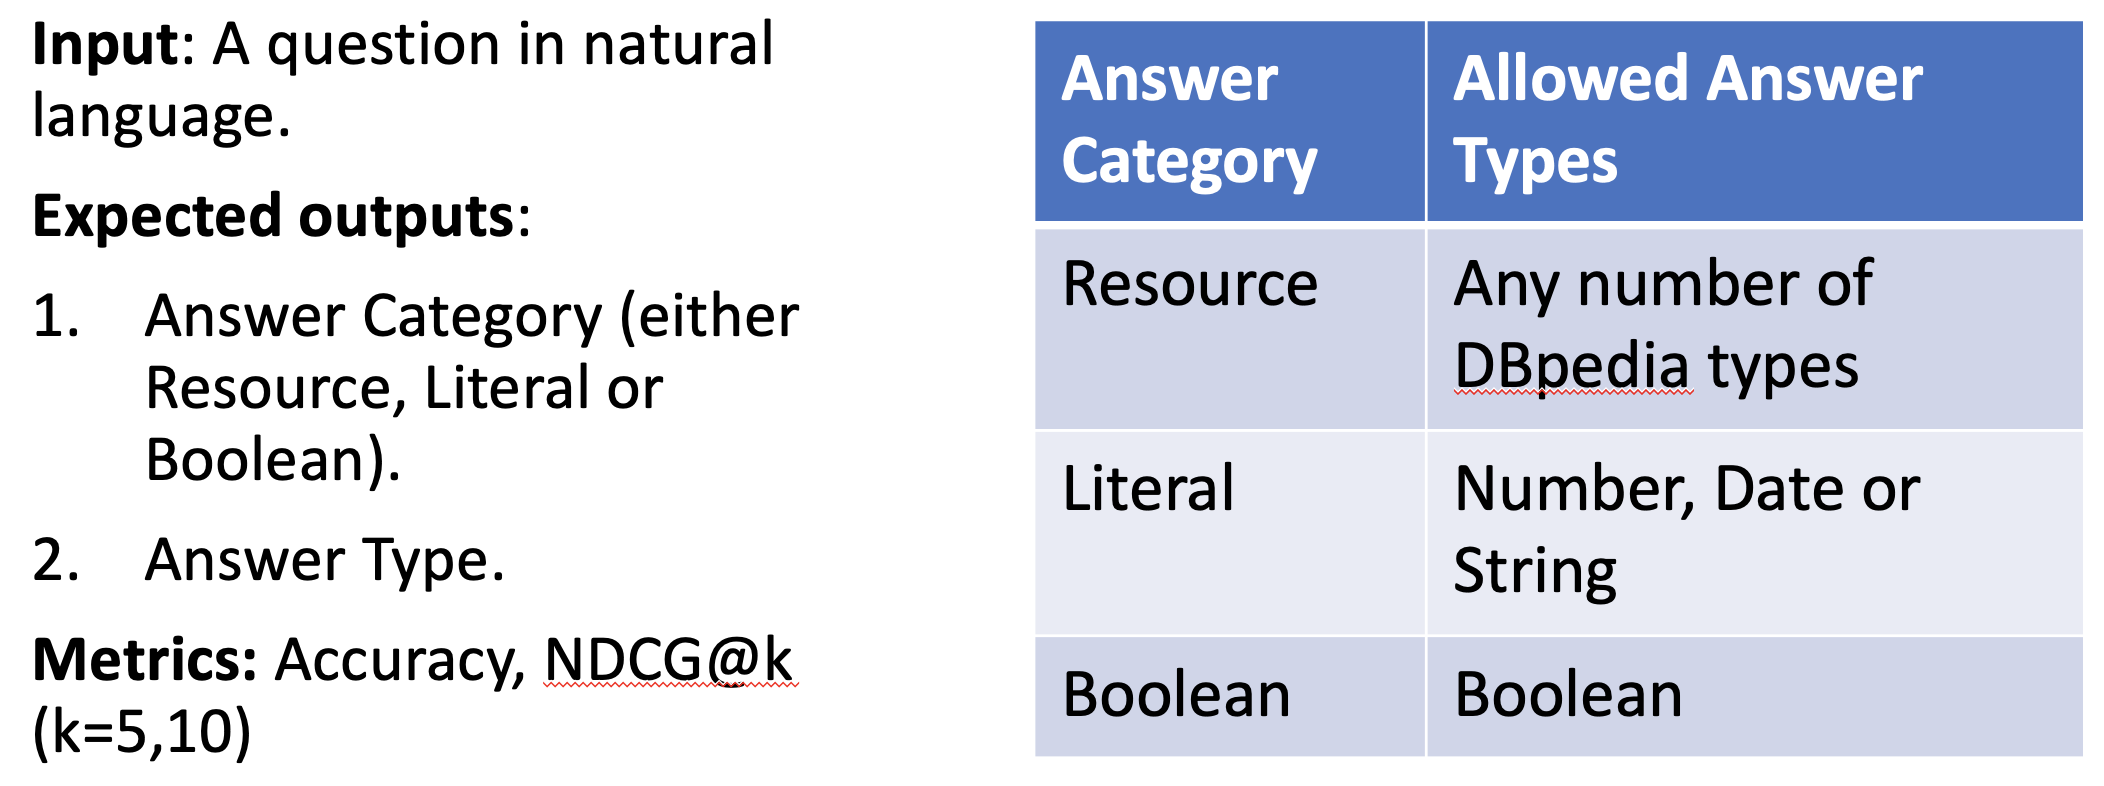 Input: A question in natural
language.
Expected outputs:
1. Answer Category (either
Resource, Literal or
Boolean).
2. Answer Type.
Metrics: Accuracy, NDCG@k
(k=5,10)
Answer
Category
Allowed Answer
Types
Resource
Any number of
DBpedia types
Literal
Number, Date or
String
Boolean
Boolean